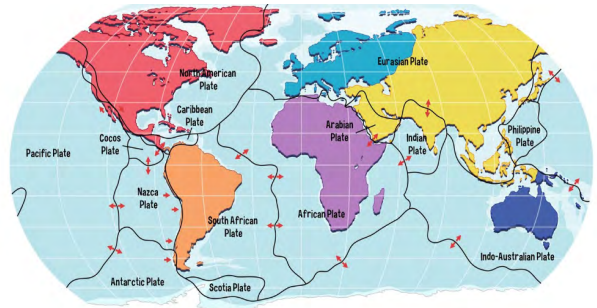 North American
Plate
Eurasian Plate
Caribbean
Plate
Cocos
Plate
Arabian
Plate
Indian
Plate
Philippine
Plate
Pacific Plate
Nazca
Plate
South African
Plate
African Plate
Indo-Australian Plate
Antarctic Plate
Scotia Plate